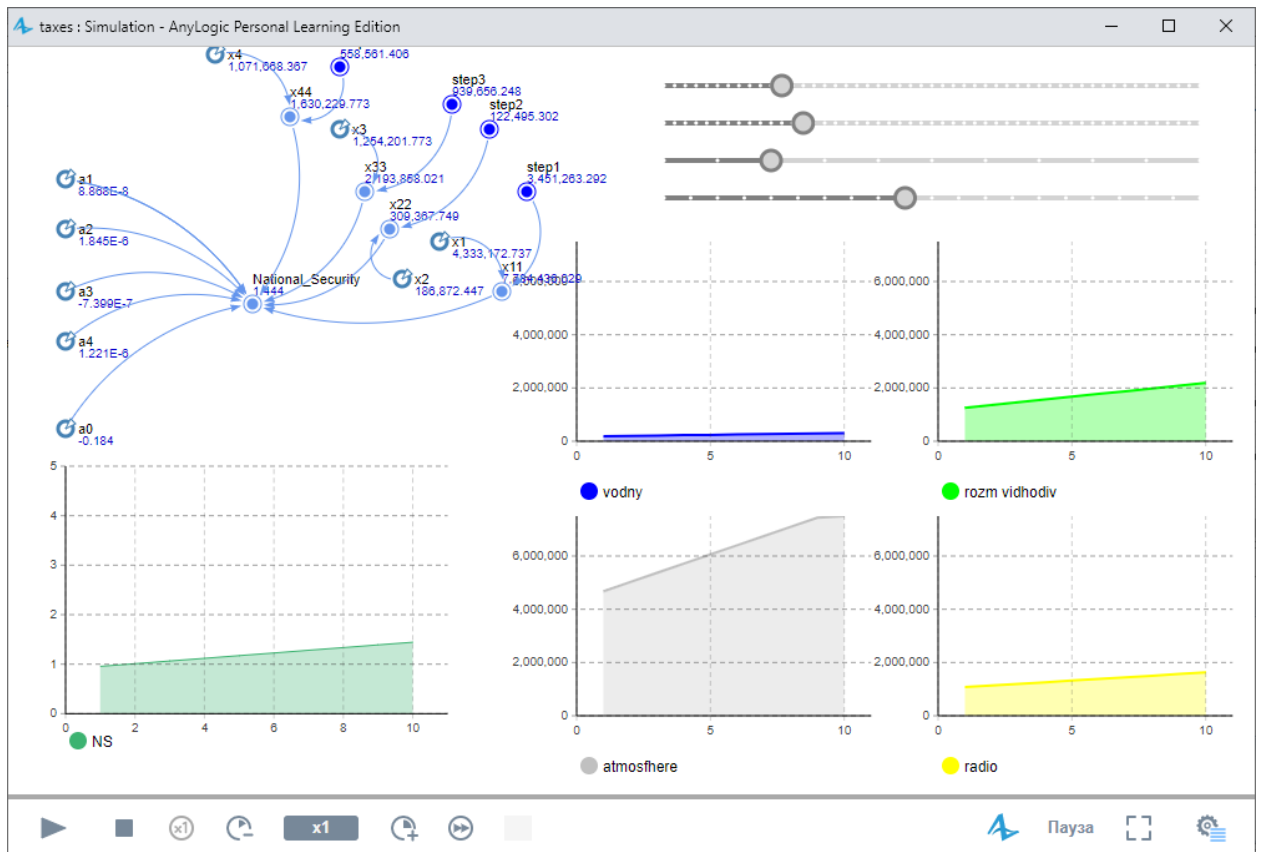 taxes : Simulation - AnyLogic Personal Learning Edition
x4
1,071,668.367
558,561.406
x44
1,630,229.773
step3
939,656.248
step2
122,495.302
x3
1,254,201.773
x33
2,193,858.021
step1
3,451,263.292
a1
8.868E-8
x22
309,367.749
a2
1.845E-6
x1
4,333,172.737
x11
National_Security
1.444
x2
186,872.447
a3
-7.399E-7
a4
1.221E-6
a0
-0.184
4,000,000
2,000,000
0
0 5 10
vodny
6,000,000
4,000,000
2,000,000
0
0 5 10
rozm vidhodiv
5
4
3
2
1
0
0 2 4 6 8 10
NS
6,000,000
4,000,000
2,000,000
0
0 5 10
atmosfhere
6,000,000
4,000,000
2,000,000
0
0 5 10
radio
x1
x1
Пауза